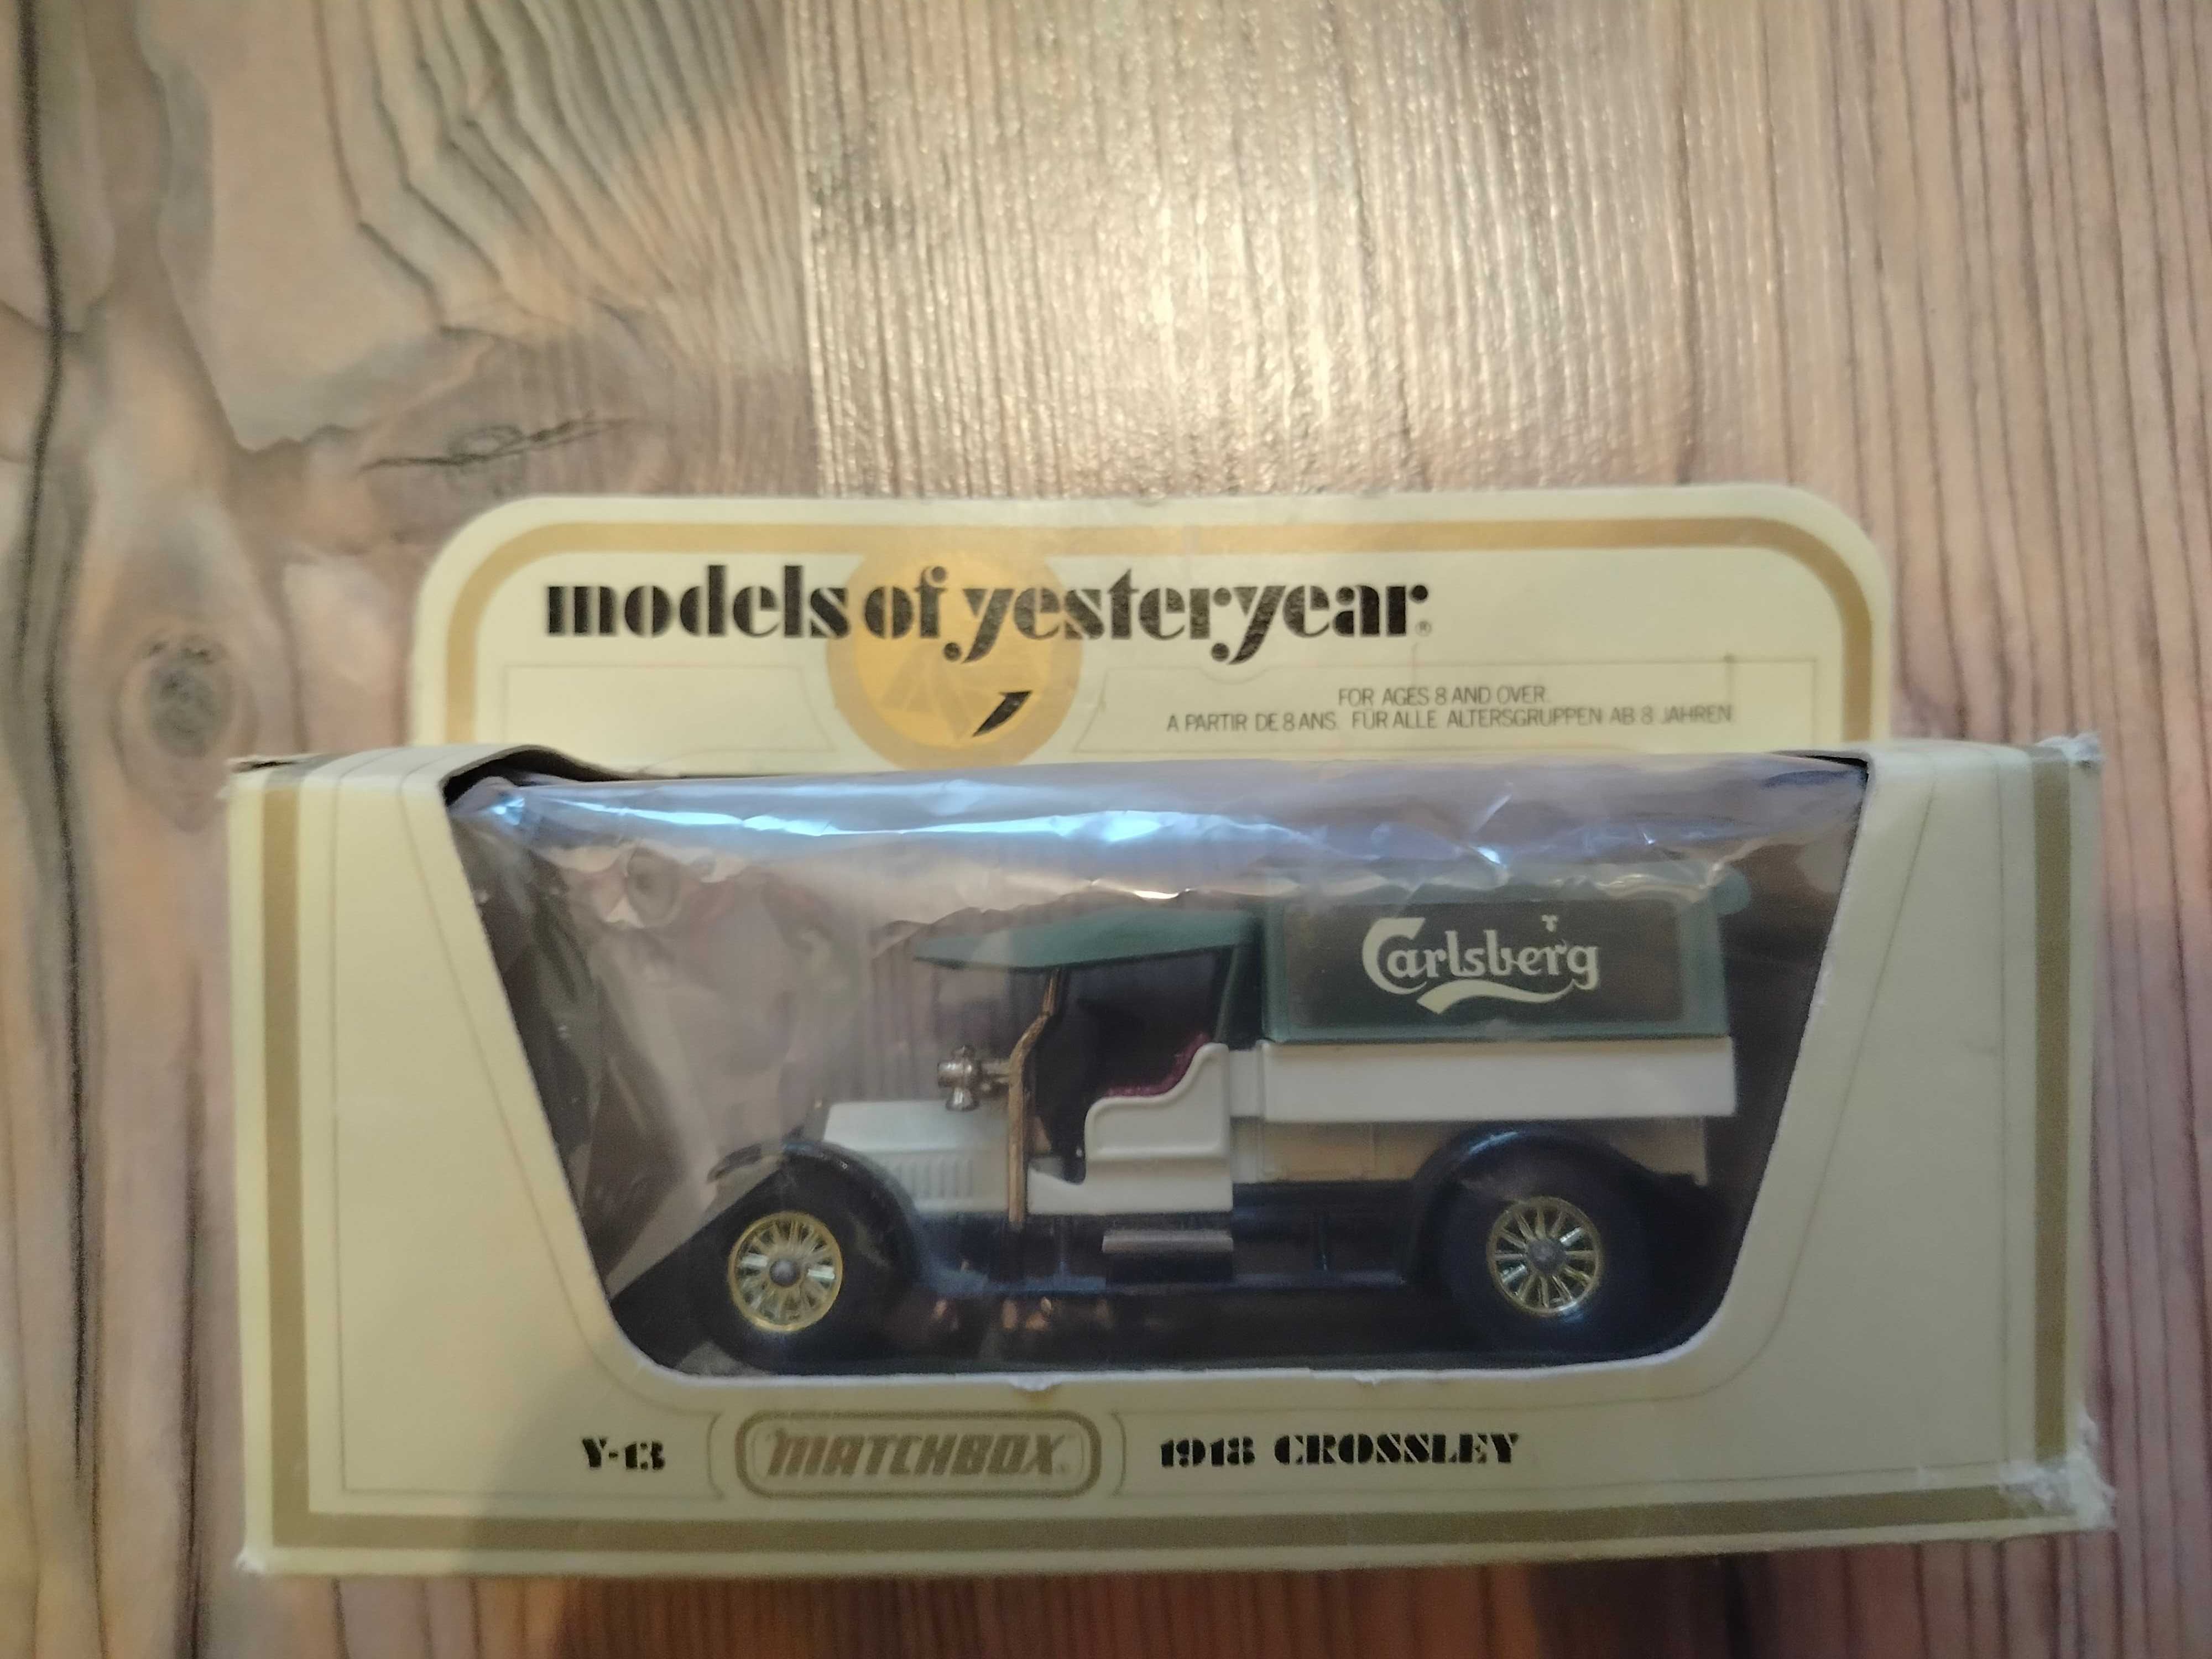 models of yesteryear®
FOR AGES 8 AND OVER.
A PARTIR DE 8 ANS. FÜR ALLE ALTERSGRUPPEN AB 8 JAHREN
Carlsberg
Y-13 MATCHBOX® 1918 CROSSLEY